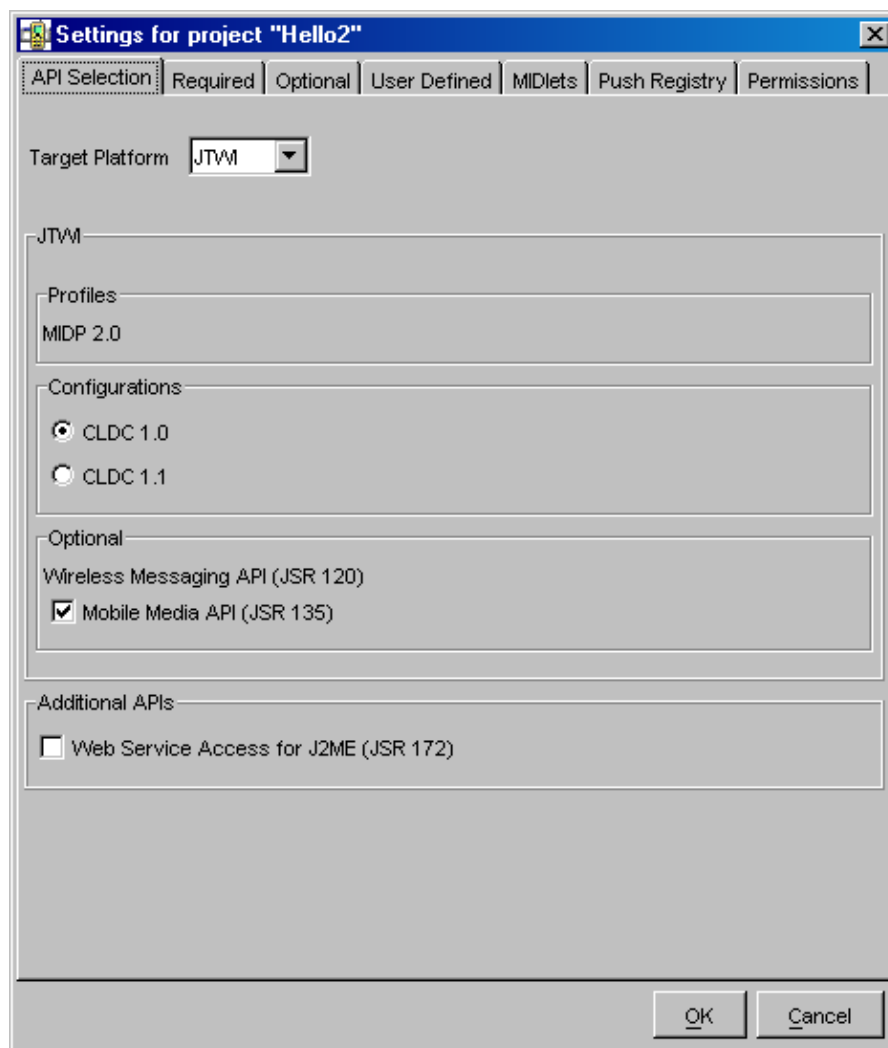 Settings for project "Hello2"
API Selection Required Optional User Defined MIDlets Push Registry Permissions
Target Platform JTWI
JTWI
Profiles
MIDP 2.0
Configurations
CLDC 1.0
CLDC 1.1
Optional
Wireless Messaging API (JSR 120)
Mobile Media API (JSR 135)
Additional APIs
Web Service Access for J2ME (JSR 172)
OK Cancel